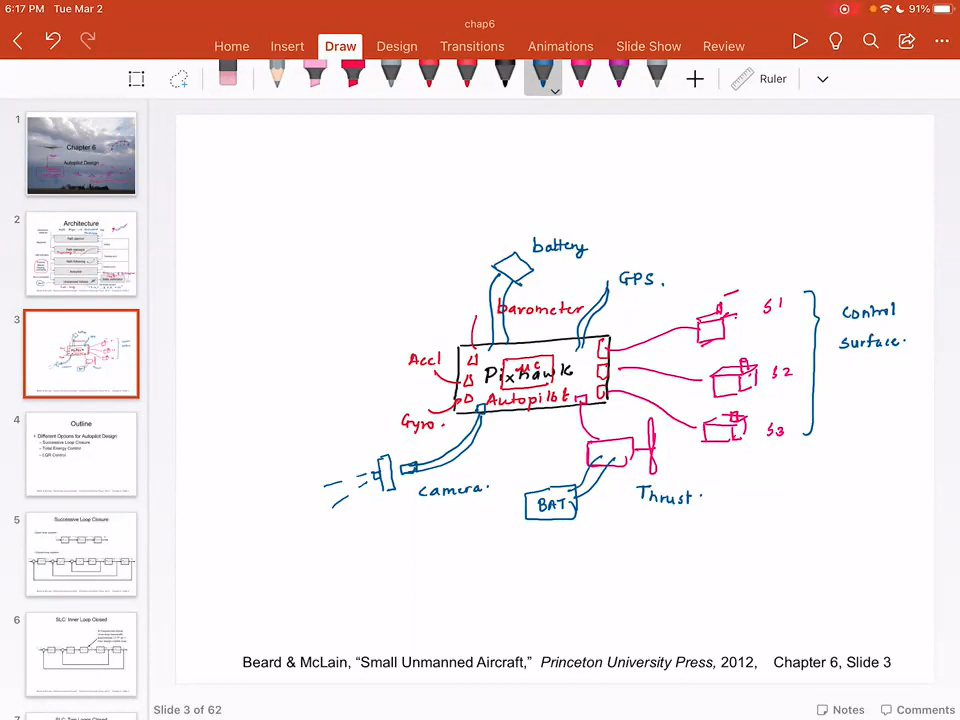 6:17 PM Tue Mar 2
91%
chap6
Home Insert Draw Design Transitions Animations Slide Show Review
Ruler
1
Chapter 6
Autopilot Design
2
Architecture
3
4
Outline
• Different Options for Autopilot Design
– Successive Loop Closure
– Total Energy Control
– LQR Control
5
Successive Loop Closure
6
SLC: Inner Loop Closed
7
battery
GPS.
barometer
S1
control
surface.
Accl
μc
Pixhawk
Autopilot
S2
Gyro.
S3
camera.
BAT
Thrust.
Beard & McLain, “Small Unmanned Aircraft,” Princeton University Press, 2012, Chapter 6, Slide 3
Slide 3 of 62
Notes
Comments